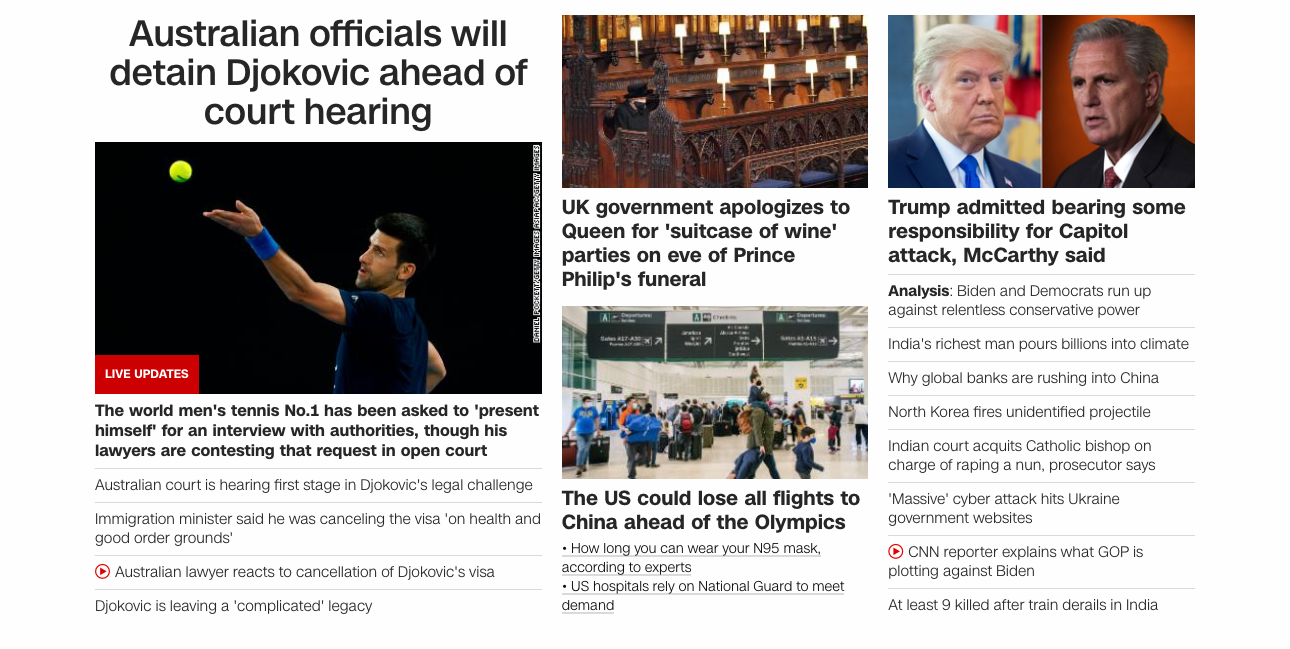 Australian officials will
detain Djokovic ahead of
court hearing
DANIEL POCKETT/GETTY IMAGES ASIAPAC/GETTY IMAGES
LIVE UPDATES
The world men's tennis No.1 has been asked to 'present
himself' for an interview with authorities, though his
lawyers are contesting that request in open court
Australian court is hearing first stage in Djokovic's legal challenge
Immigration minister said he was canceling the visa 'on health and
good order grounds'
Australian lawyer reacts to cancellation of Djokovic's visa
Djokovic is leaving a 'complicated' legacy
UK government apologizes to
Queen for 'suitcase of wine'
parties on eve of Prince
Philip's funeral
A Departures
Gates A17-A30
A Check-in
Departures
Gates A1-A15
The US could lose all flights to
China ahead of the Olympics
• How long you can wear your N95 mask,
according to experts
• US hospitals rely on National Guard to meet
demand
Trump admitted bearing some
responsibility for Capitol
attack, McCarthy said
Analysis: Biden and Democrats run up
against relentless conservative power
India's richest man pours billions into climate
Why global banks are rushing into China
North Korea fires unidentified projectile
Indian court acquits Catholic bishop on
charge of raping a nun, prosecutor says
'Massive' cyber attack hits Ukraine
government websites
CNN reporter explains what GOP is
plotting against Biden
At least 9 killed after train derails in India